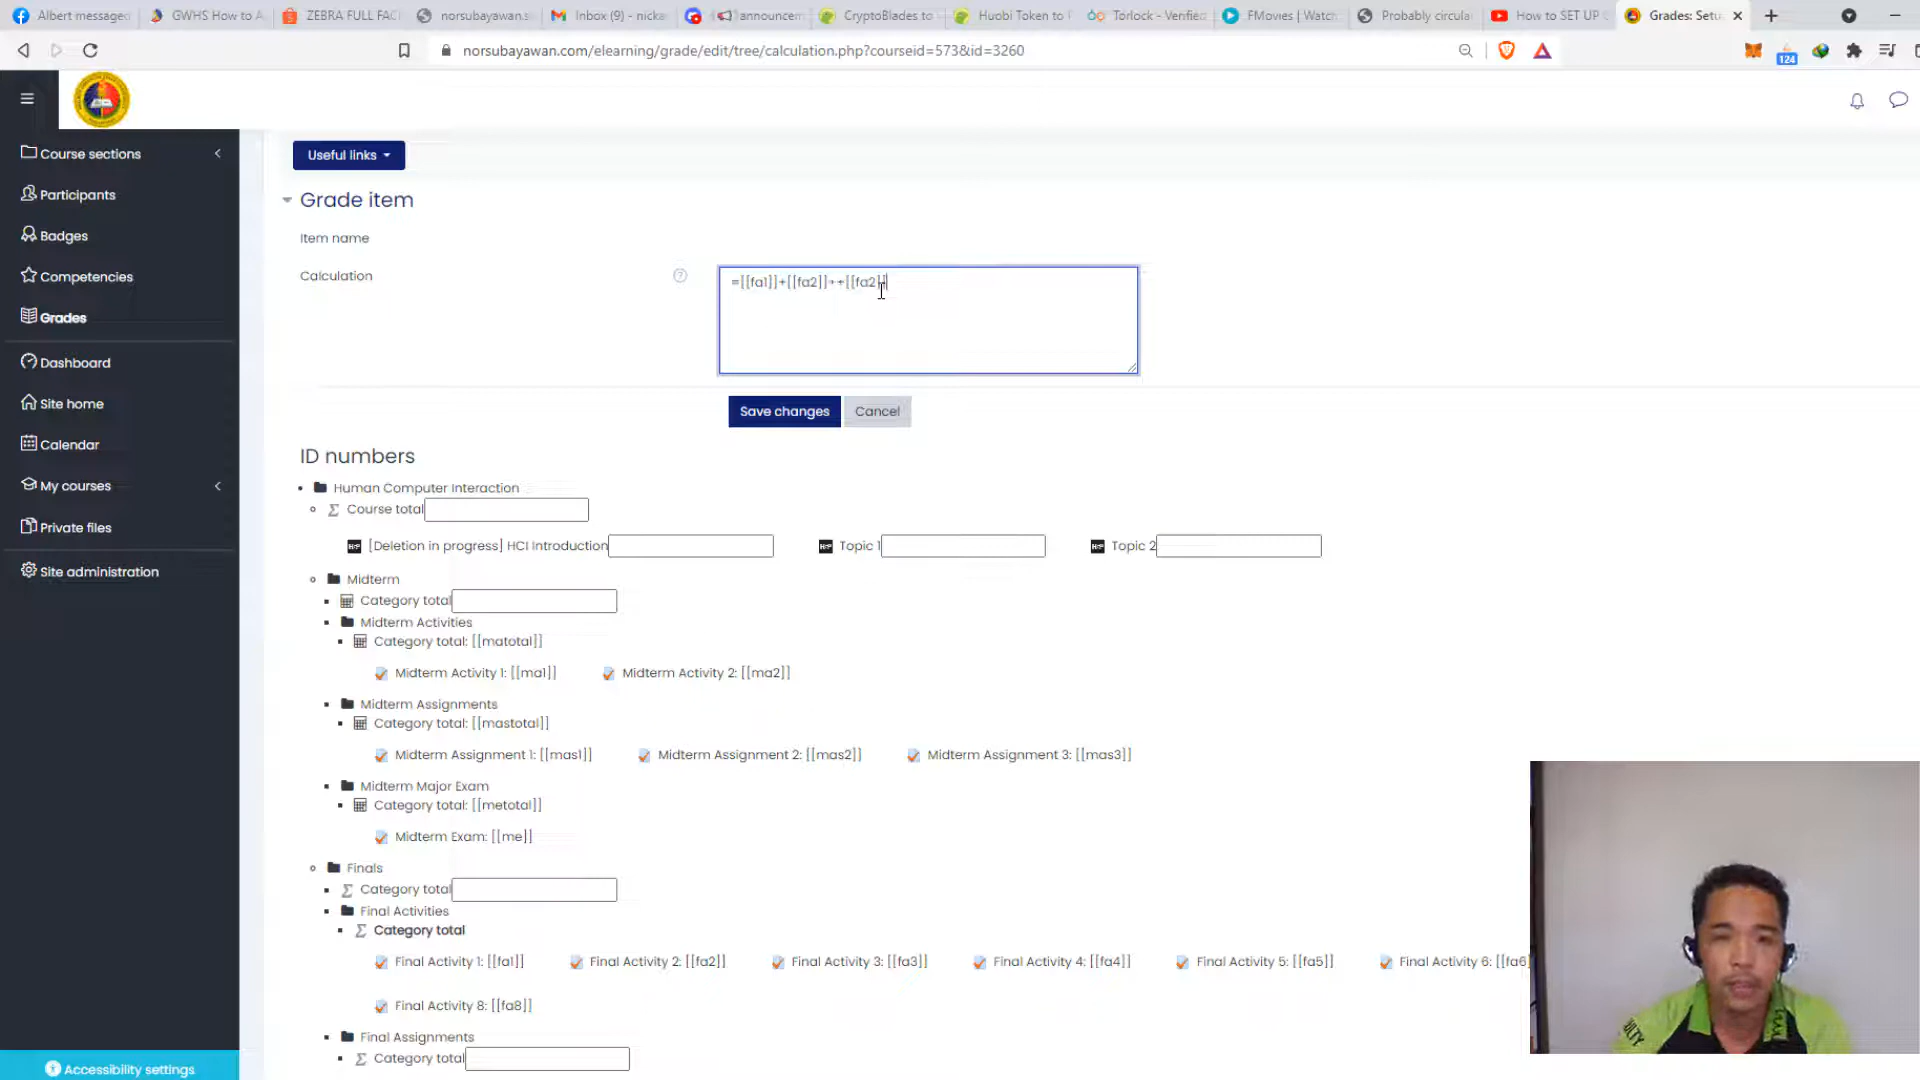 Albert messaged
GWHS How to A
ZEBRA FULL FAC
norsubayawan.s
Inbox (9) - nicka
announcem
CryptoBlades to
Huobi Token to
Torlock - Verifie
FMovies | Watc
Probably circula
How to SET UP
Grades: Setu
norsubayawan.com/elearning/grade/edit/tree/calculation.php?courseid=573&id=3260
124
Course sections
Participants
Badges
Competencies
Grades
Dashboard
Site home
Calendar
My courses
Private files
Site administration
Accessibility settings
Useful links
Grade item
Item name
Calculation
=[[fa1]]+[[fa2]]++[[fa2]]
Save changes
Cancel
ID numbers
Human Computer Interaction
Course total
[Deletion in progress] HCI Introduction
Topic 1
Topic 2
Midterm
Category total
Midterm Activities
Category total: [[matotal]]
Midterm Activity 1: [[ma1]]
Midterm Activity 2: [[ma2]]
Midterm Assignments
Category total: [[mastotal]]
Midterm Assignment 1: [[mas1]]
Midterm Assignment 2: [[mas2]]
Midterm Assignment 3: [[mas3]]
Midterm Major Exam
Category total: [[metotal]]
Midterm Exam: [[me]]
Finals
Category total
Final Activities
Category total
Final Activity 1: [[fa1]]
Final Activity 2: [[fa2]]
Final Activity 3: [[fa3]]
Final Activity 4: [[fa4]]
Final Activity 5: [[fa5]]
Final Activity 6: [[fa6]
Final Activity 8: [[fa8]]
Final Assignments
Category total